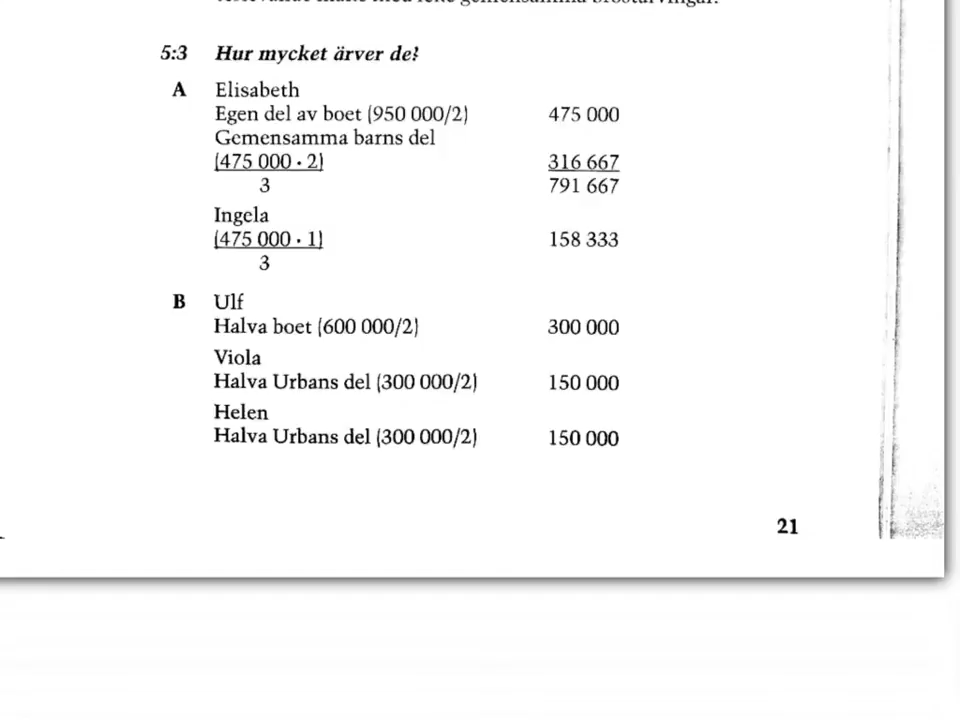 5:3 Hur mycket ärver de?
A Elisabeth
Egen del av boet (950 000/2) 475 000
Gemensamma barns del
(475 000 · 2) 316 667
3 791 667
Ingela
(475 000 · 1) 158 333
3
B Ulf
Halva boet (600 000/2) 300 000
Viola
Halva Urbans del (300 000/2) 150 000
Helen
Halva Urbans del (300 000/2) 150 000
21